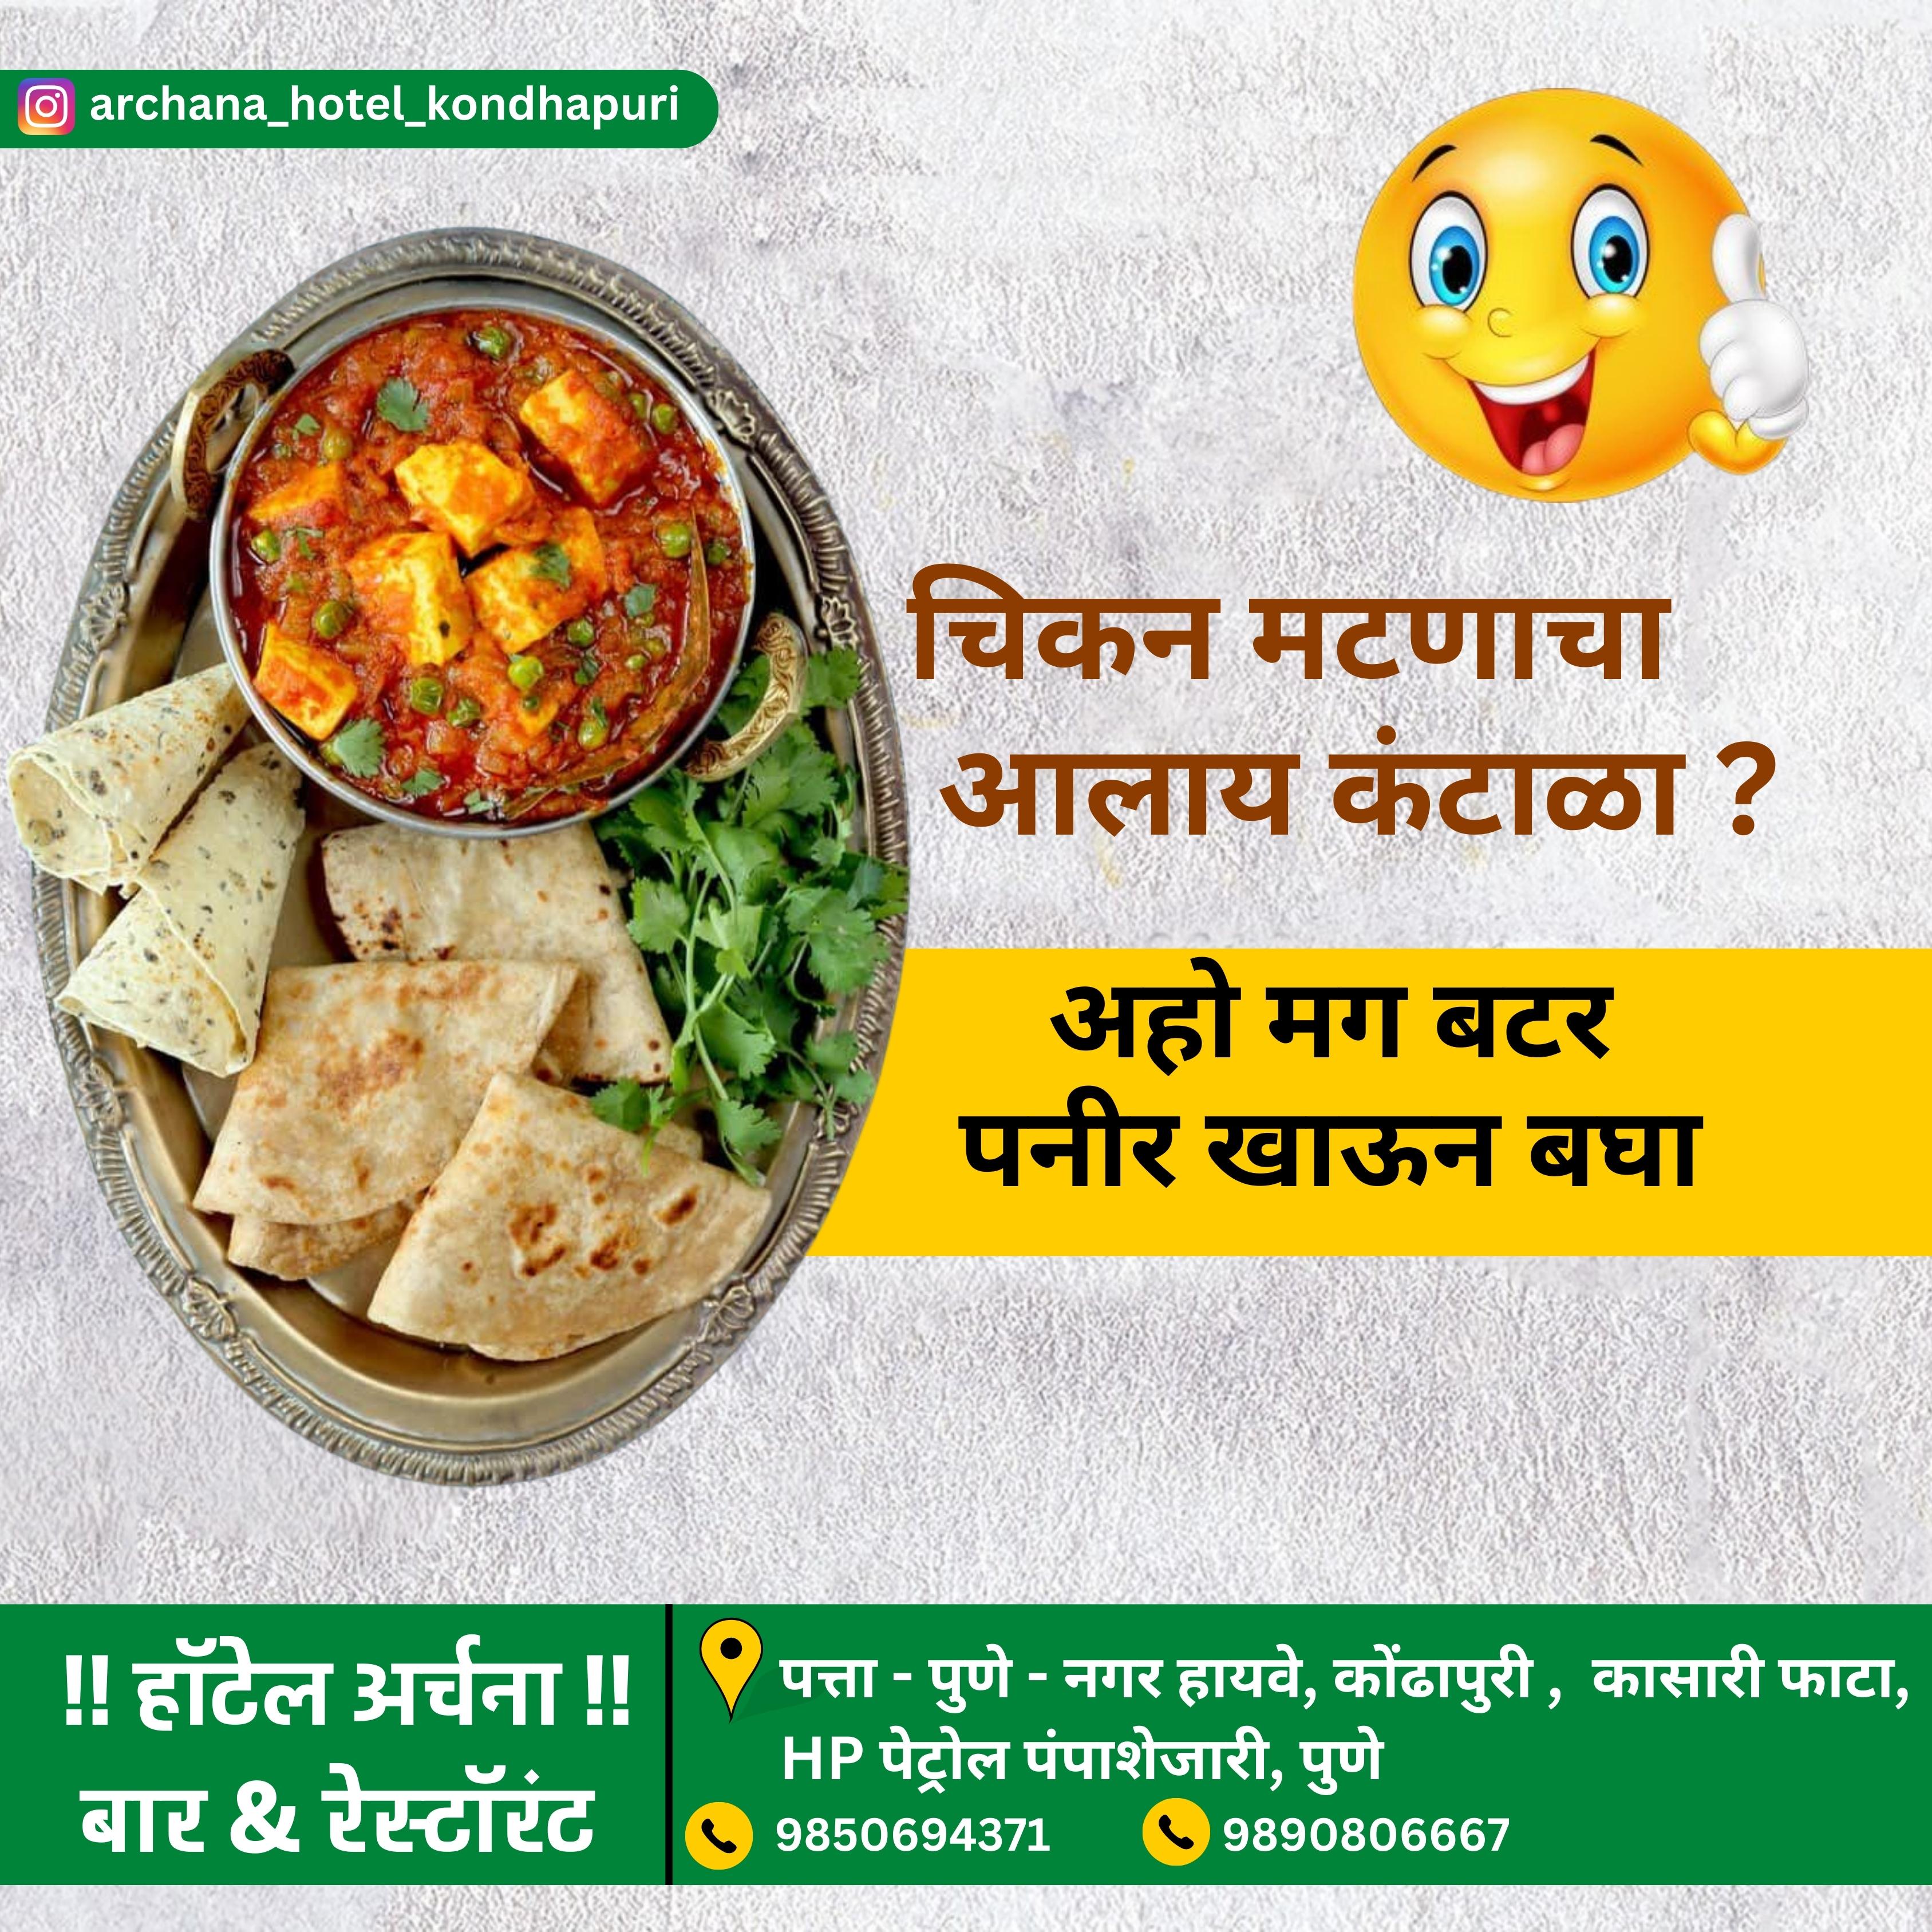 archana_hotel_kondhapuri
चिकन मटणाचा
आलाय कंटाळा ?
अहो मग बटर
पनीर खाऊन बघा
!! हॉटेल अर्चना !!
बार & रेस्टॉरंट
पत्ता - पुणे - नगर हायवे, कोंढापुरी , कासारी फाटा,
HP पेट्रोल पंपाशेजारी, पुणे
9850694371 9890806667